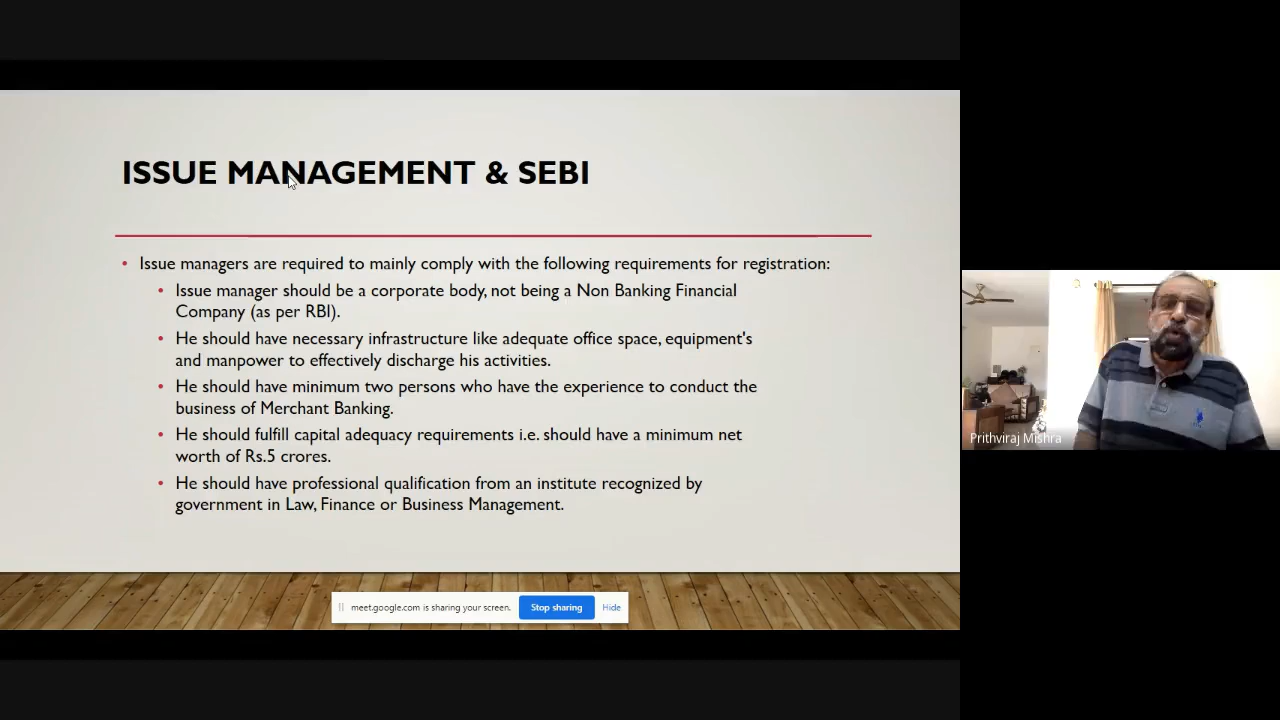 ISSUE MANAGEMENT & SEBI
• Issue managers are required to mainly comply with the following requirements for registration:
• Issue manager should be a corporate body, not being a Non Banking Financial
Company (as per RBI).
• He should have necessary infrastructure like adequate office space, equipment's
and manpower to effectively discharge his activities.
• He should have minimum two persons who have the experience to conduct the
business of Merchant Banking.
• He should fulfill capital adequacy requirements i.e. should have a minimum net
worth of Rs.5 crores.
• He should have professional qualification from an institute recognized by
government in Law, Finance or Business Management.
meet.google.com is sharing your screen. Stop sharing Hide
Prithviraj Mishra